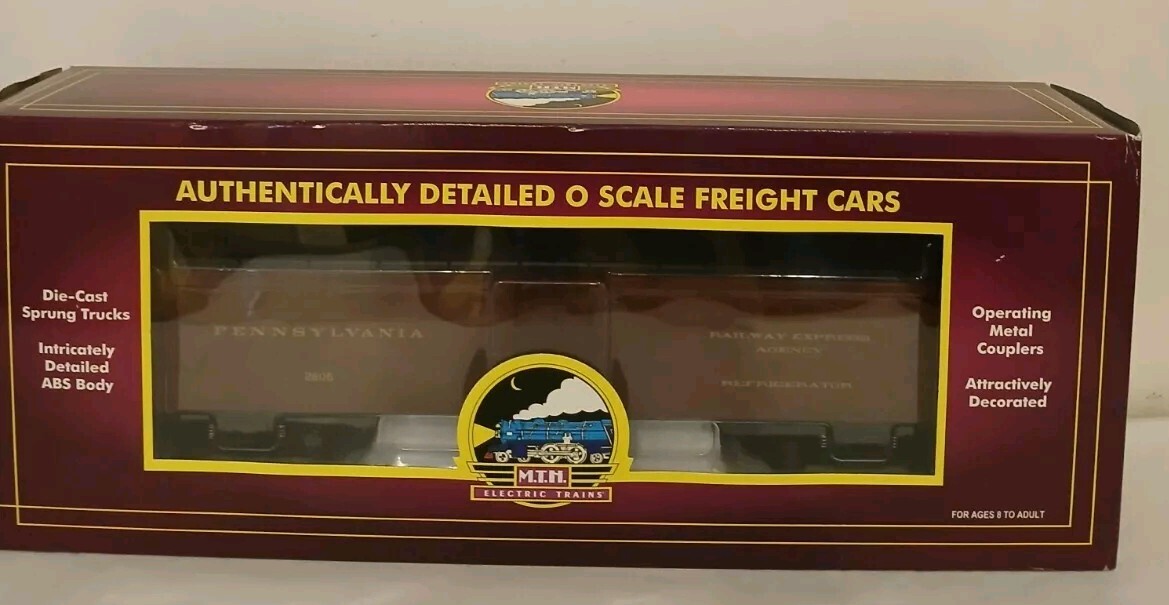 AUTHENTICALLY DETAILED O SCALE FREIGHT CARS
Die-Cast
Sprung Trucks
Intricately
Detailed
ABS Body
PENNSYLVANIA
RAILWAY EXPRESS
AGENCY
REFRIGERATOR
Operating
Metal
Couplers
Attractively
Decorated
M.T.H.
ELECTRIC TRAINS
FOR AGES 8 TO ADULT